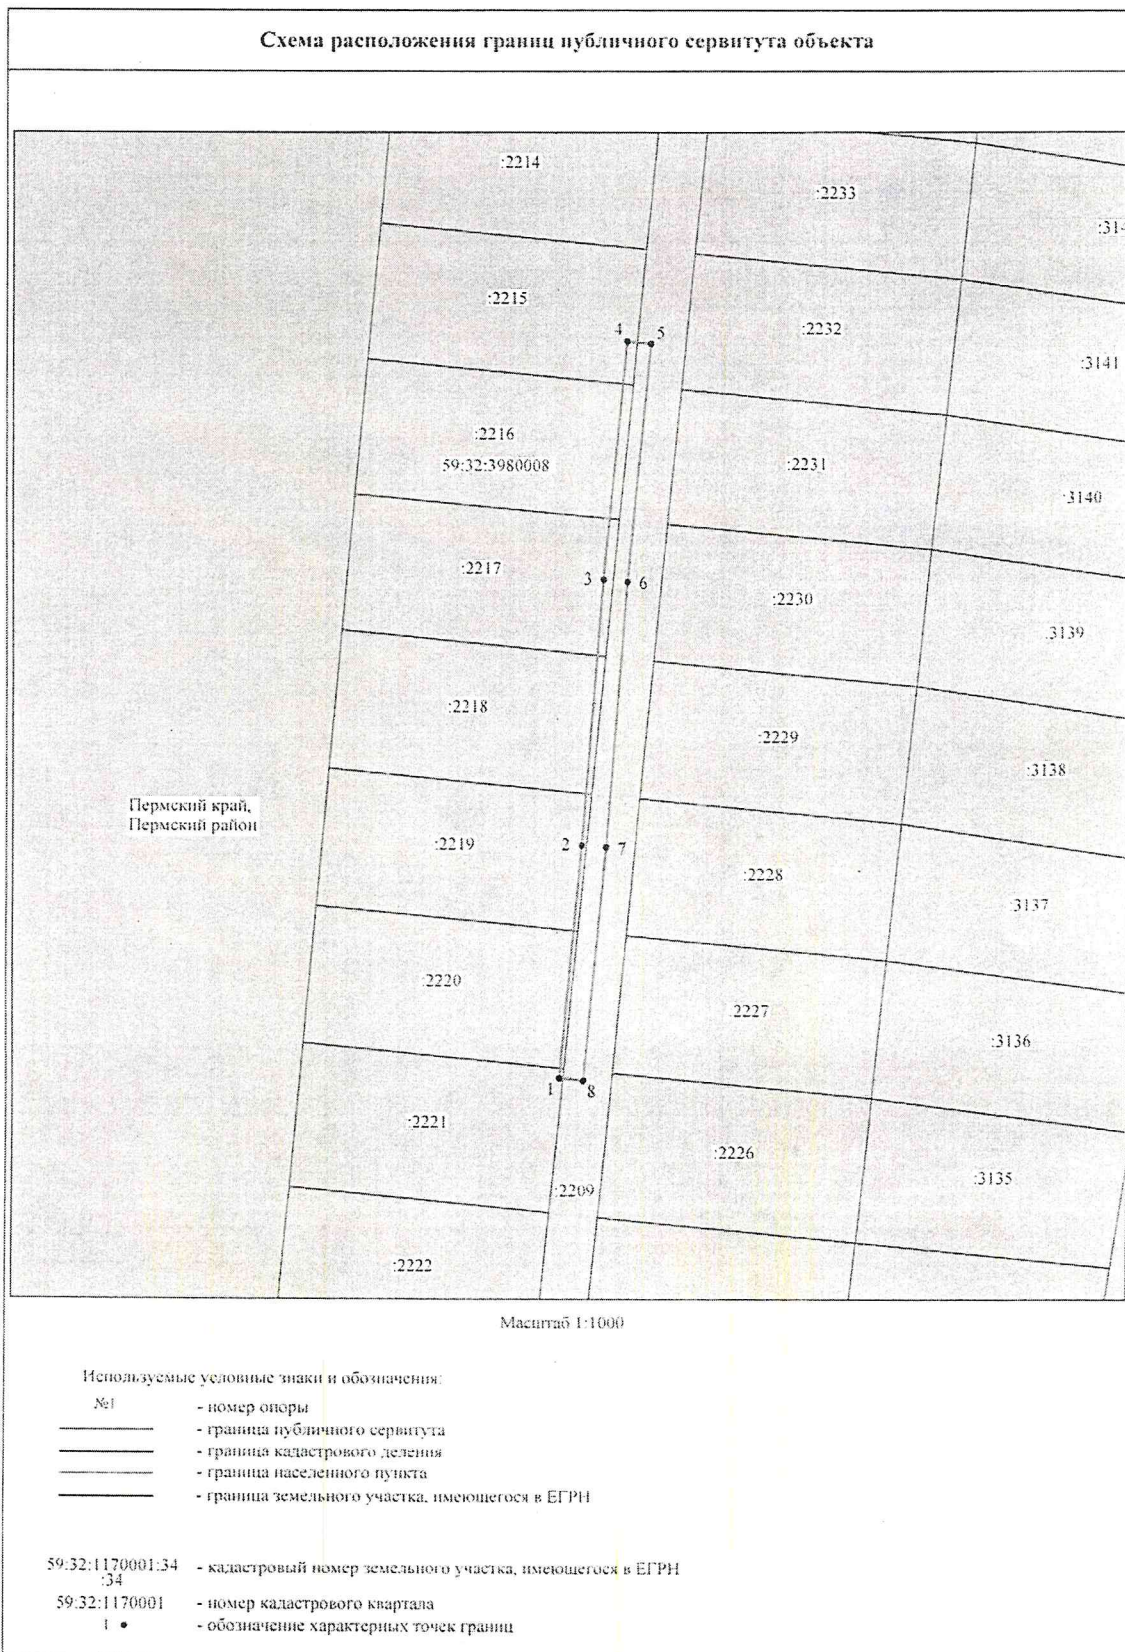 Схема расположения границ публичного сервитута объекта
:2214
:2233
:314
:2215
:2232
4
5
:3141
:2216
59:32:3980008
:2231
:3140
:2217
3
6
:2230
:3139
:2218
:2229
:3138
Пермский край,
Пермский район
:2219
2
7
:2228
:3137
:2220
:2227
:3136
1
8
:2221
:2226
:3135
:2209
:2222
Масштаб 1:1000
Используемые условные знаки и обозначения:
№1 - номер опоры
- граница публичного сервитута
- граница кадастрового деления
- граница населенного пункта
- граница земельного участка, имеющегося в ЕГРН
59:32:1170001:34 - кадастровый номер земельного участка, имеющегося в ЕГРН
:34
59:32:1170001 - номер кадастрового квартала
1 - обозначение характерных точек границ